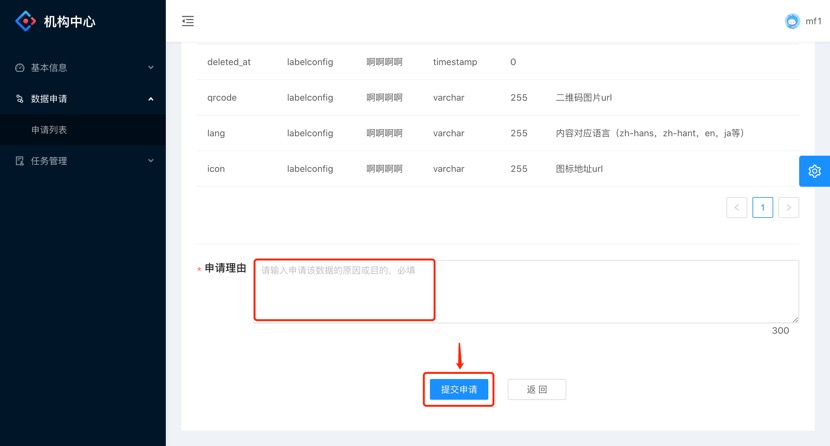 机构中心
mf1
基本信息
数据申请
申请列表
任务管理
deleted_at labelconfig 啊啊啊啊 timestamp 0
qrcode labelconfig 啊啊啊啊 varchar 255 二维码图片url
lang labelconfig 啊啊啊啊 varchar 255 内容对应语言（zh-hans，zh-hant，en，ja等）
icon labelconfig 啊啊啊啊 varchar 255 图标地址url
< 1 >
* 申请理由
请输入申请该数据的原因或目的，必填
300
提交申请 返 回